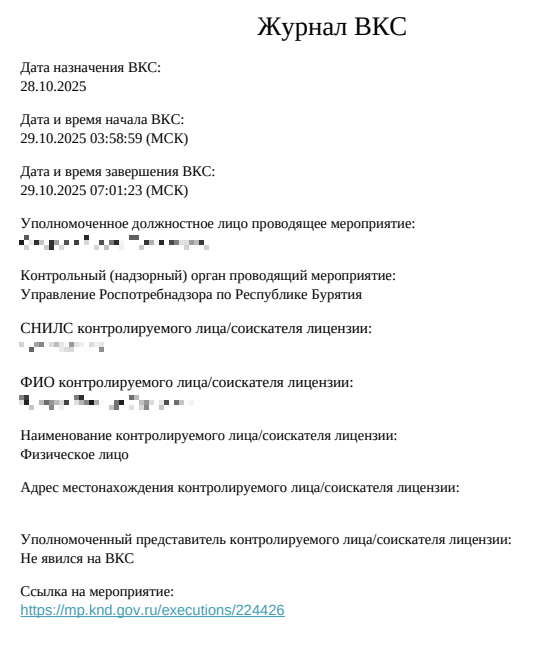 Журнал ВКС
Дата назначения ВКС:
28.10.2025
Дата и время начала ВКС:
29.10.2025 03:58:59 (МСК)
Дата и время завершения ВКС:
29.10.2025 07:01:23 (МСК)
Уполномоченное должностное лицо проводящее мероприятие:
Контрольный (надзорный) орган проводящий мероприятие:
Управление Роспотребнадзора по Республике Бурятия
СНИЛС контролируемого лица/соискателя лицензии:
ФИО контролируемого лица/соискателя лицензии:
Наименование контролируемого лица/соискателя лицензии:
Физическое лицо
Адрес местонахождения контролируемого лица/соискателя лицензии:
Уполномоченный представитель контролируемого лица/соискателя лицензии:
Не явился на ВКС
Ссылка на мероприятие:
https://mp.knd.gov.ru/executions/224426